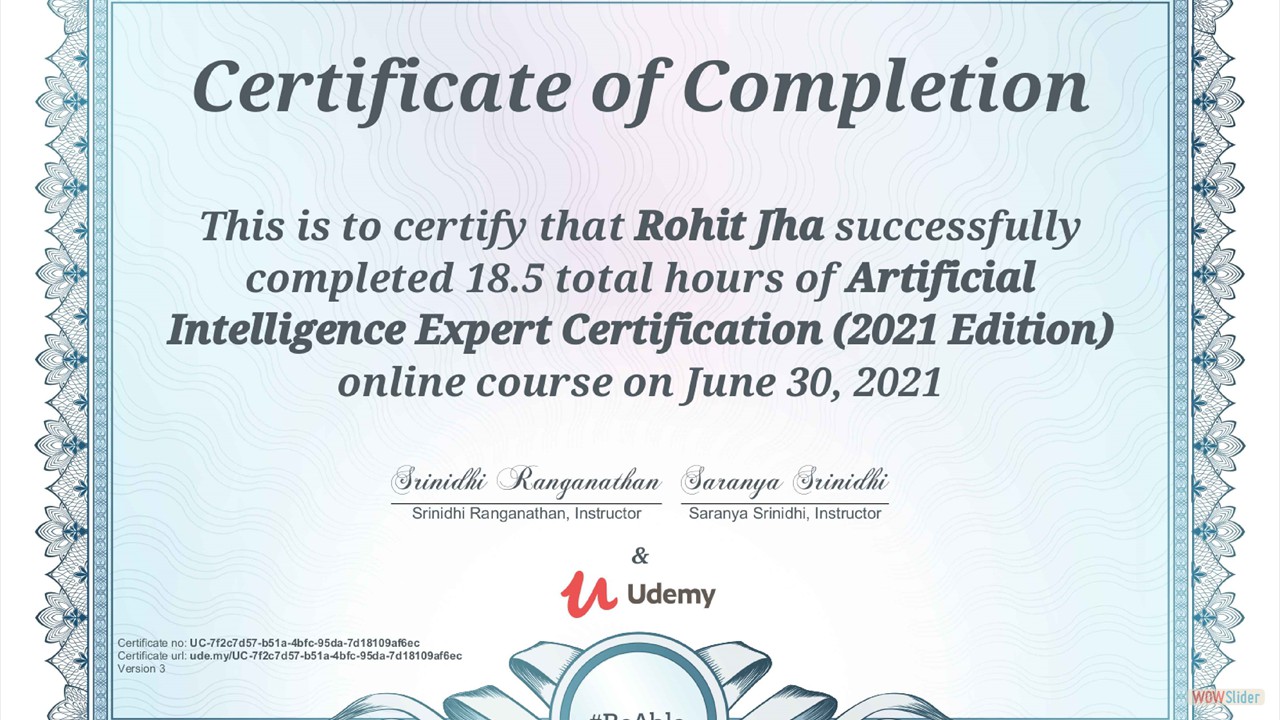 Certificate of Completion
This is to certify that Rohit Jha successfully
completed 18.5 total hours of Artificial
Intelligence Expert Certification (2021 Edition)
online course on June 30, 2021
Srinidhi Ranganathan Saranya Srinidhi
Srinidhi Ranganathan, Instructor Saranya Srinidhi, Instructor
&
Udemy
Certificate no: UC-7f2c7d57-b51a-4bfc-95da-7d18109af6ec
Certificate url: ude.my/UC-7f2c7d57-b51a-4bfc-95da-7d18109af6ec
Version 3
WOWSlider